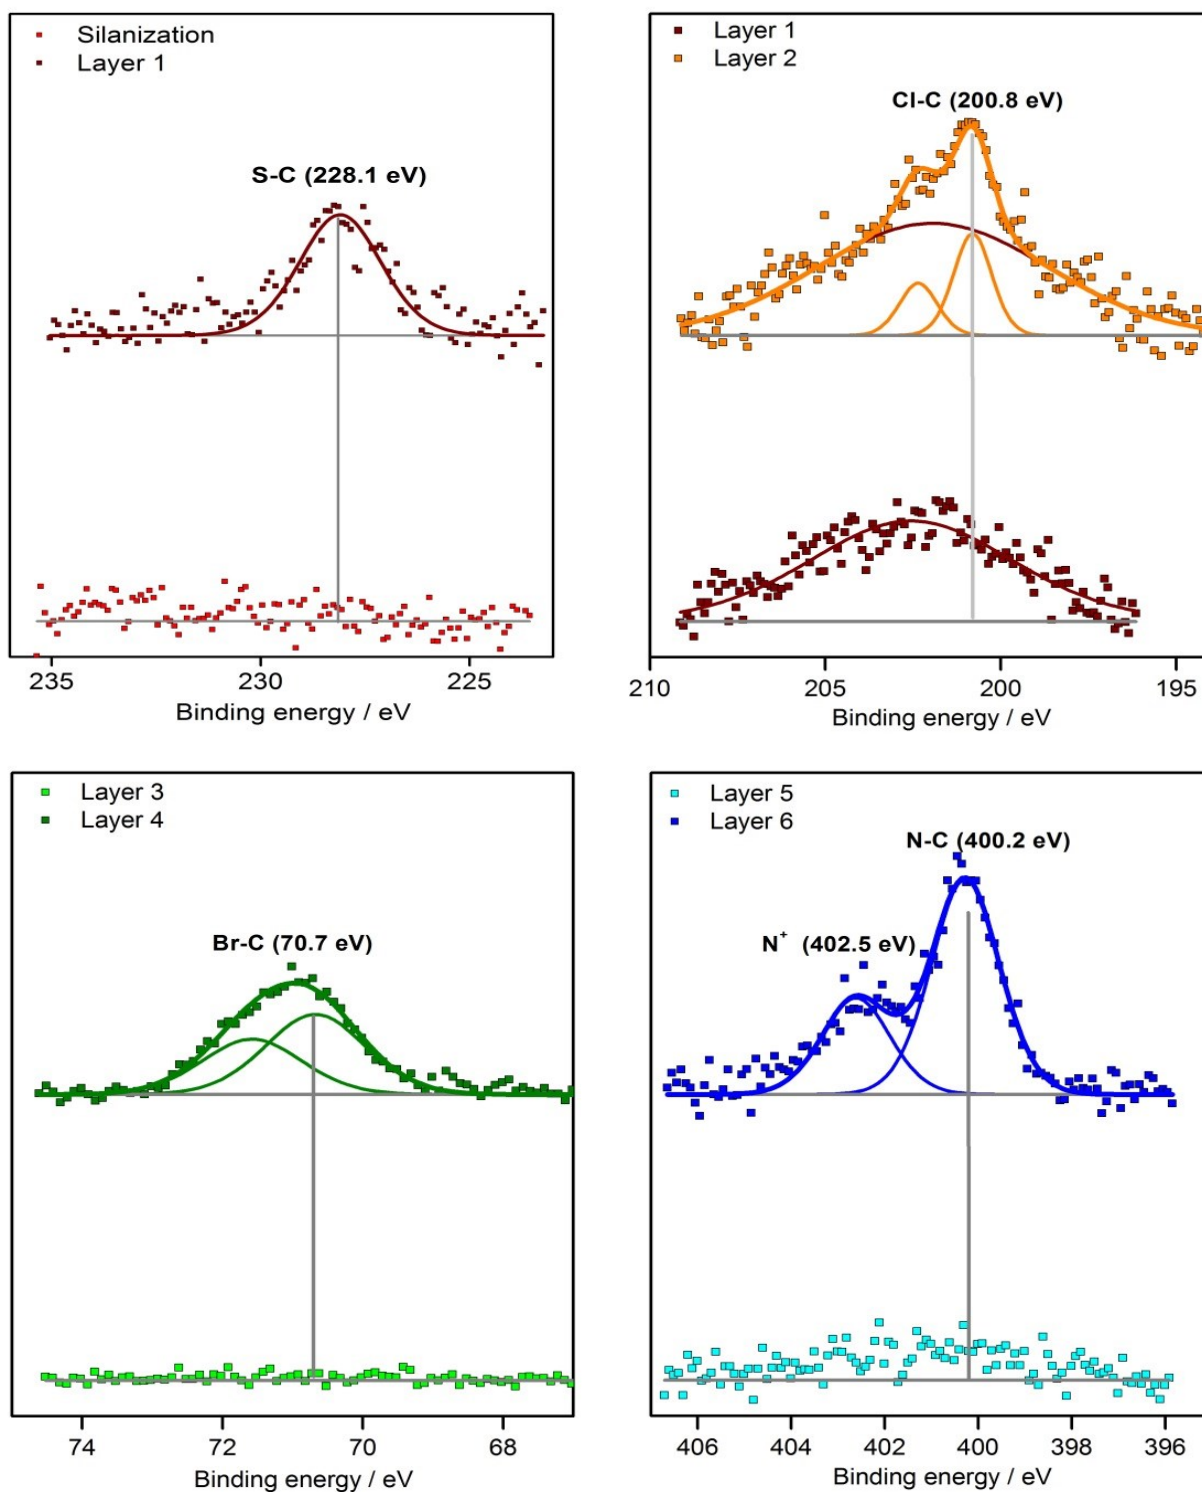 Silanization
Layer 1
S-C (228.1 eV)
235 230 225
Binding energy / eV
Layer 1
Layer 2
Cl-C (200.8 eV)
210 205 200 195
Binding energy / eV
Layer 3
Layer 4
Br-C (70.7 eV)
74 72 70 68
Binding energy / eV
Layer 5
Layer 6
N-C (400.2 eV)
N⁺ (402.5 eV)
406 404 402 400 398 396
Binding energy / eV